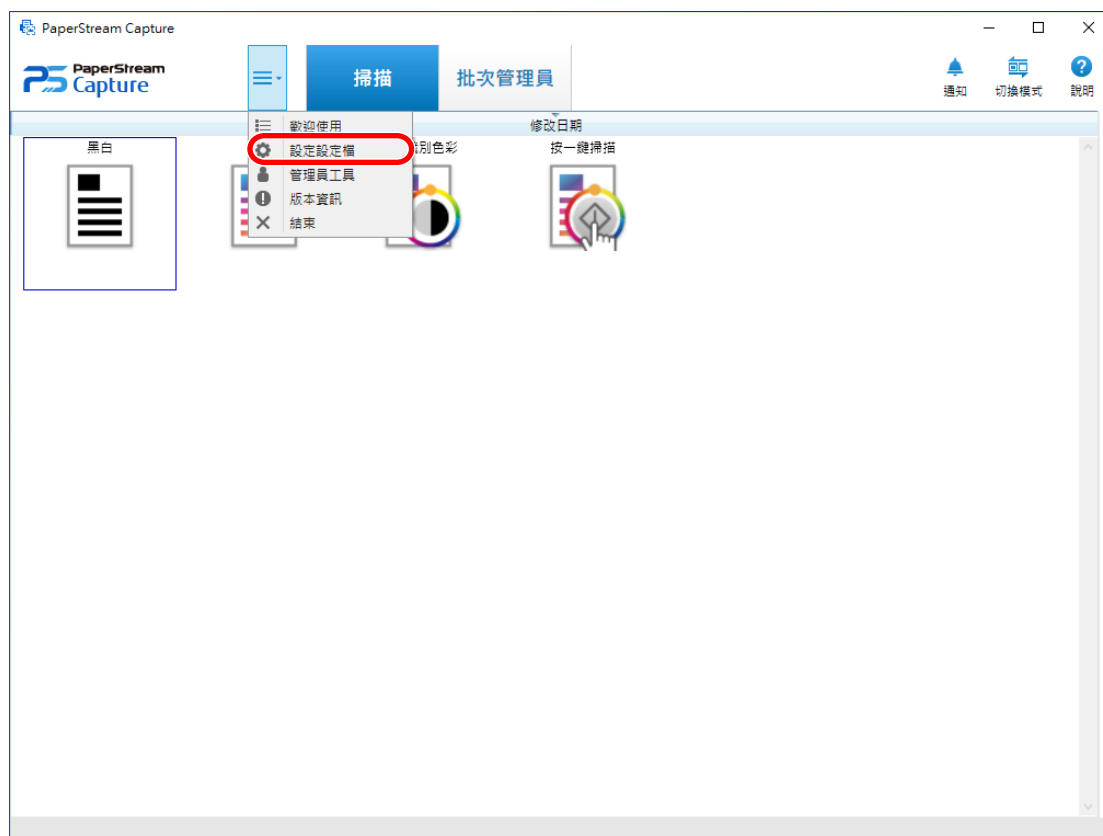 PaperStream Capture
PaperStream
Capture
掃描
批次管理員
通知
切換模式
說明
修改日期
歡迎使用
設定設定檔
管理員工具
版本資訊
結束
黑白
別色彩
按一鍵掃描